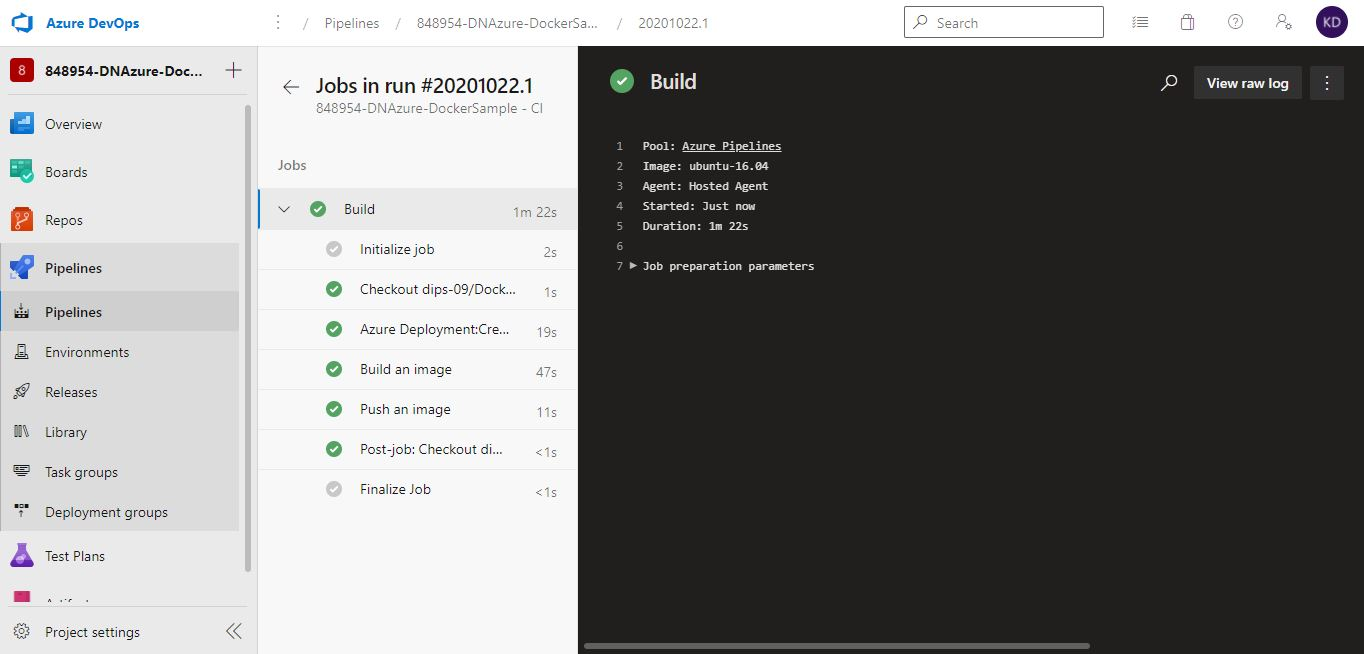 Azure DevOps
⋮ / Pipelines / 848954-DNAzure-DockerSa... / 20201022.1
Search
KD
8 848954-DNAzure-Doc... +
Overview
Boards
Repos
Pipelines
Pipelines
Environments
Releases
Library
Task groups
Deployment groups
Test Plans
Project settings
Jobs in run #20201022.1
848954-DNAzure-DockerSample - CI
Jobs
Build 1m 22s
Initialize job 2s
Checkout dips-09/Dock... 1s
Azure Deployment:Cre... 19s
Build an image 47s
Push an image 11s
Post-job: Checkout di... <1s
Finalize Job <1s
Build
View raw log
1 Pool: Azure Pipelines
2 Image: ubuntu-16.04
3 Agent: Hosted Agent
4 Started: Just now
5 Duration: 1m 22s
6
7 Job preparation parameters